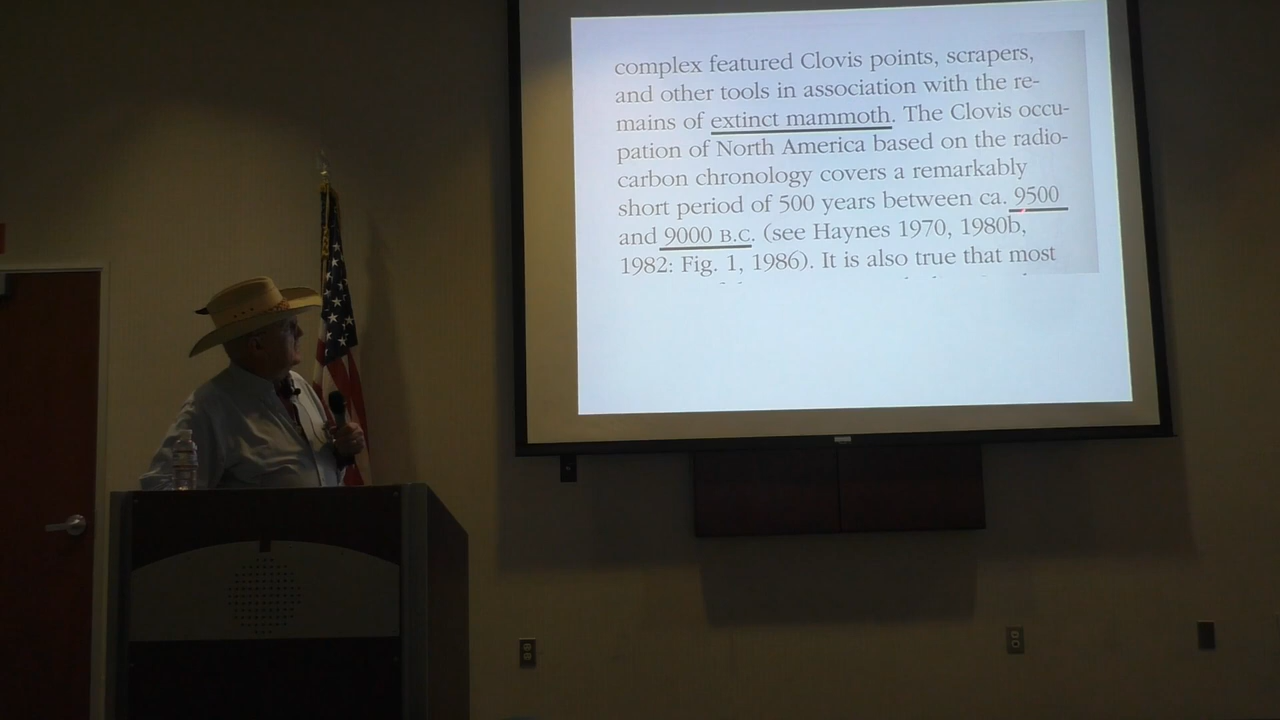 complex featured Clovis points, scrapers,
and other tools in association with the re-
mains of extinct mammoth. The Clovis occu-
pation of North America based on the radio-
carbon chronology covers a remarkably
short period of 500 years between ca. 9500
and 9000 B.C. (see Haynes 1970, 1980b,
1982: Fig. 1, 1986). It is also true that most